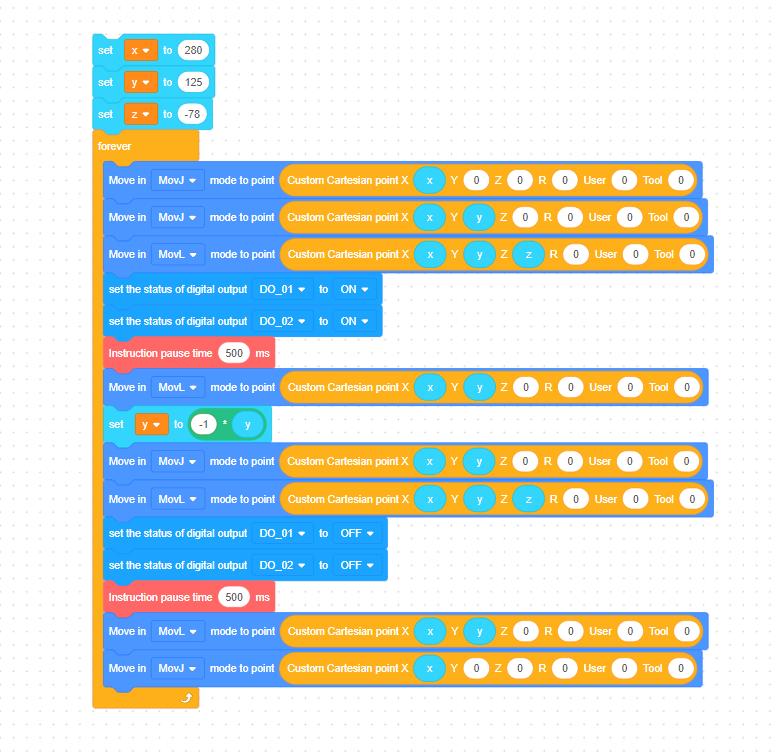 set x to 280
set y to 125
set z to -78
forever
Move in MovJ mode to point Custom Cartesian point X x Y 0 Z 0 R 0 User 0 Tool 0
Move in MovJ mode to point Custom Cartesian point X x Y y Z 0 R 0 User 0 Tool 0
Move in MovL mode to point Custom Cartesian point X x Y y Z z R 0 User 0 Tool 0
set the status of digital output DO_01 to ON
set the status of digital output DO_02 to ON
Instruction pause time 500 ms
Move in MovL mode to point Custom Cartesian point X x Y y Z 0 R 0 User 0 Tool 0
set y to -1 * y
Move in MovJ mode to point Custom Cartesian point X x Y y Z 0 R 0 User 0 Tool 0
Move in MovL mode to point Custom Cartesian point X x Y y Z z R 0 User 0 Tool 0
set the status of digital output DO_01 to OFF
set the status of digital output DO_02 to OFF
Instruction pause time 500 ms
Move in MovL mode to point Custom Cartesian point X x Y y Z 0 R 0 User 0 Tool 0
Move in MovJ mode to point Custom Cartesian point X x Y 0 Z 0 R 0 User 0 Tool 0